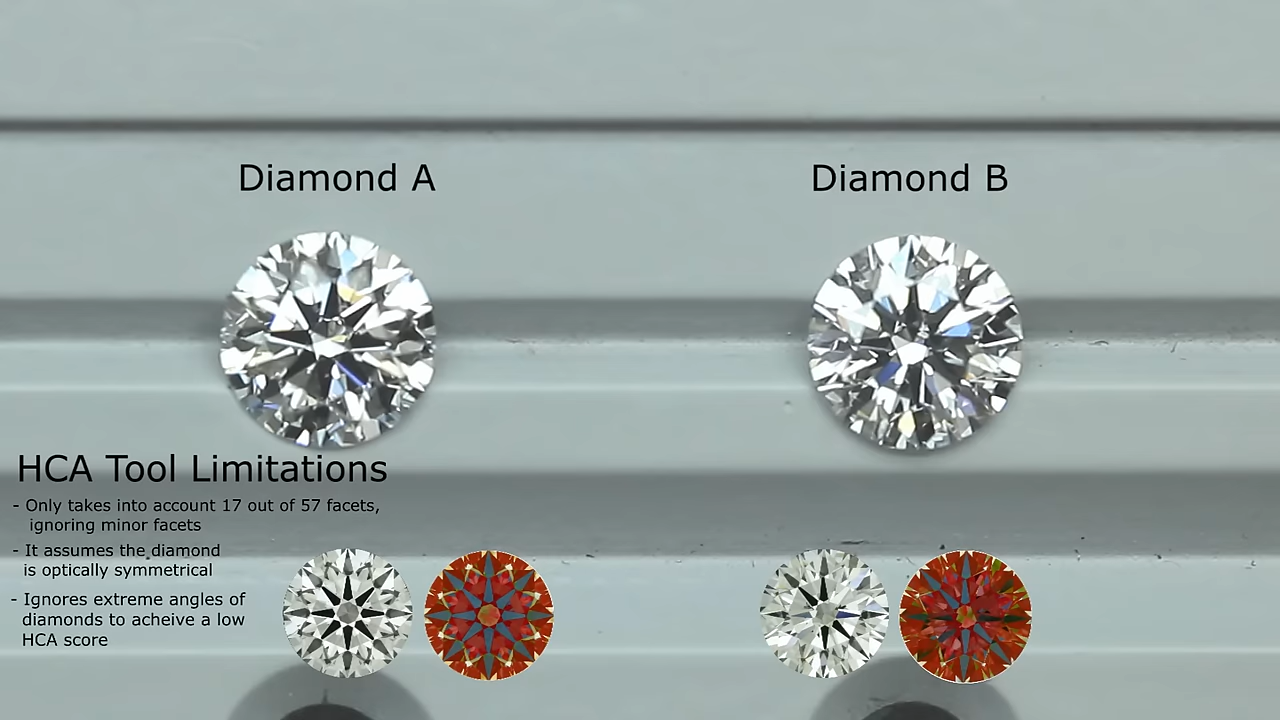 Diamond A
Diamond B
HCA Tool Limitations
- Only takes into account 17 out of 57 facets,
ignoring minor facets
- It assumes the diamond
is optically symmetrical
- Ignores extreme angles of
diamonds to acheive a low
HCA score